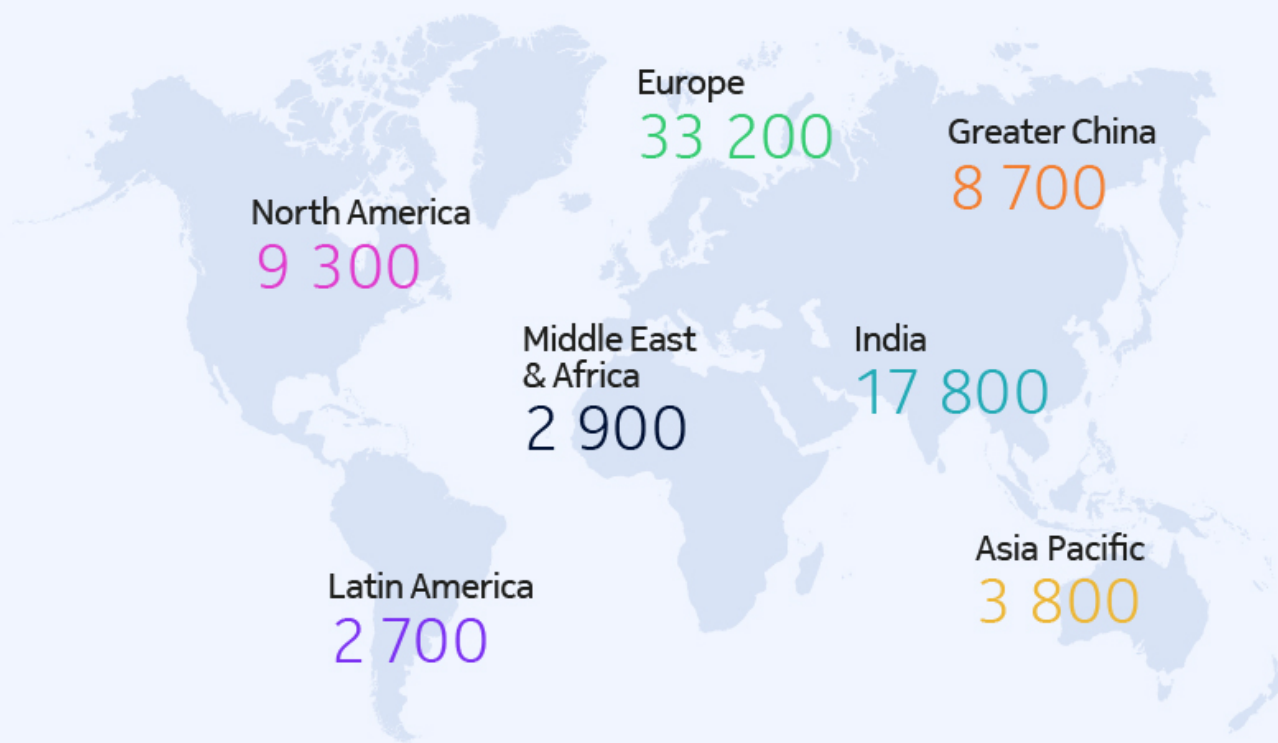 Europe
33 200
Greater China
8 700
North America
9 300
Middle East
& Africa
2 900
India
17 800
Asia Pacific
3 800
Latin America
2 700